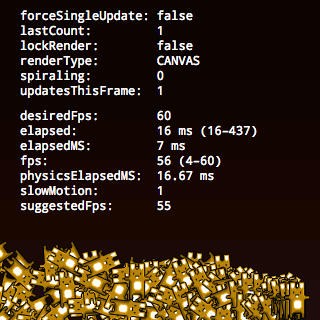 forceSingleUpdate: false
lastCount: 1
lockRender: false
renderType: CANVAS
spiraling: 0
updatesThisFrame: 1
desiredFps: 60
elapsed: 16 ms (16-437)
elapsedMS: 7 ms
fps: 56 (4-60)
physicsElapsedMS: 16.67 ms
slowMotion: 1
suggestedFps: 55